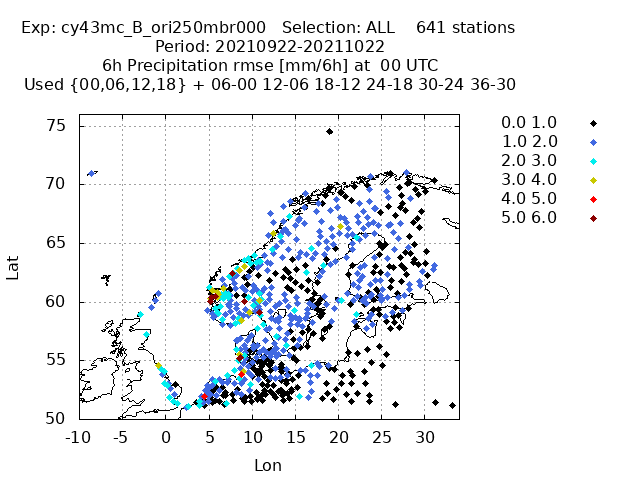 Exp: cy43mc_B_ori250mbr000   Selection: ALL    641 stations
Period: 20210922-20211022
6h Precipitation rmse [mm/6h] at  00 UTC
Used {00,06,12,18} + 06-00 12-06 18-12 24-18 30-24 36-30
0.0 1.0
1.0 2.0
2.0 3.0
3.0 4.0
4.0 5.0
5.0 6.0
75
70
65
60
55
50
Lat
-10 -5 0 5 10 15 20 25 30
Lon